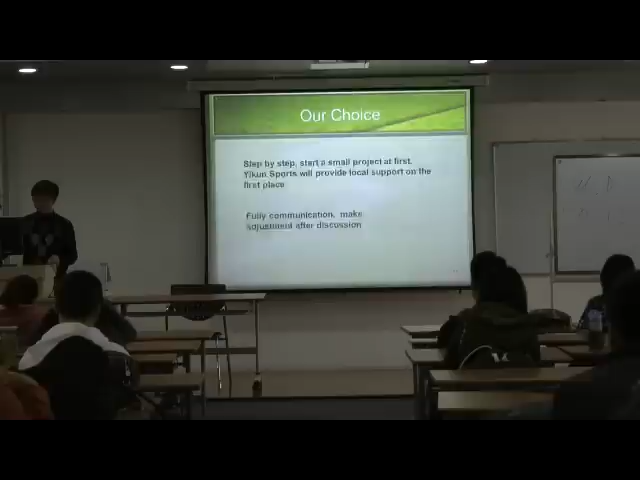 Our Choice
Step by step, start a small project at first.
Yikun Sports will provide local support on the
first place
Fully communication, make
adjustment after discussion